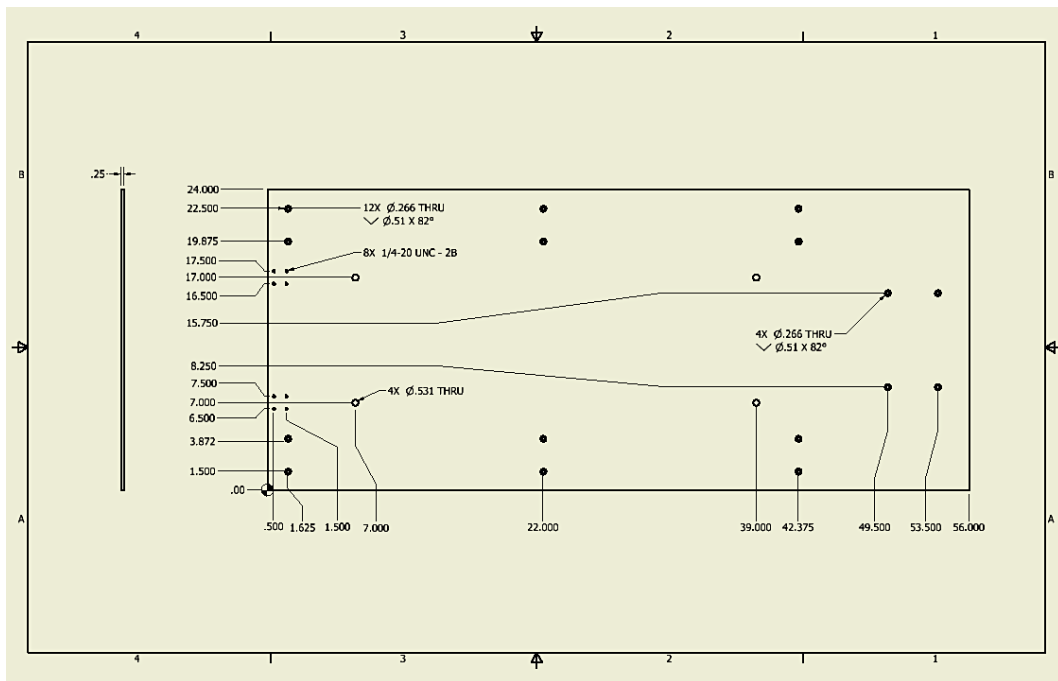 4 3 2 1
B B
.25
24.000
22.500
12X Ø.266 THRU
⌵ Ø.51 X 82°
19.875
8X 1/4-20 UNC - 2B
17.500
17.000
16.500
15.750
4X Ø.266 THRU
⌵ Ø.51 X 82°
8.250
7.500
4X Ø.531 THRU
7.000
6.500
3.872
1.500
.00
A A
.500 1.625 1.500 7.000 22.000 39.000 42.375 49.500 53.500 56.000
4 3 2 1